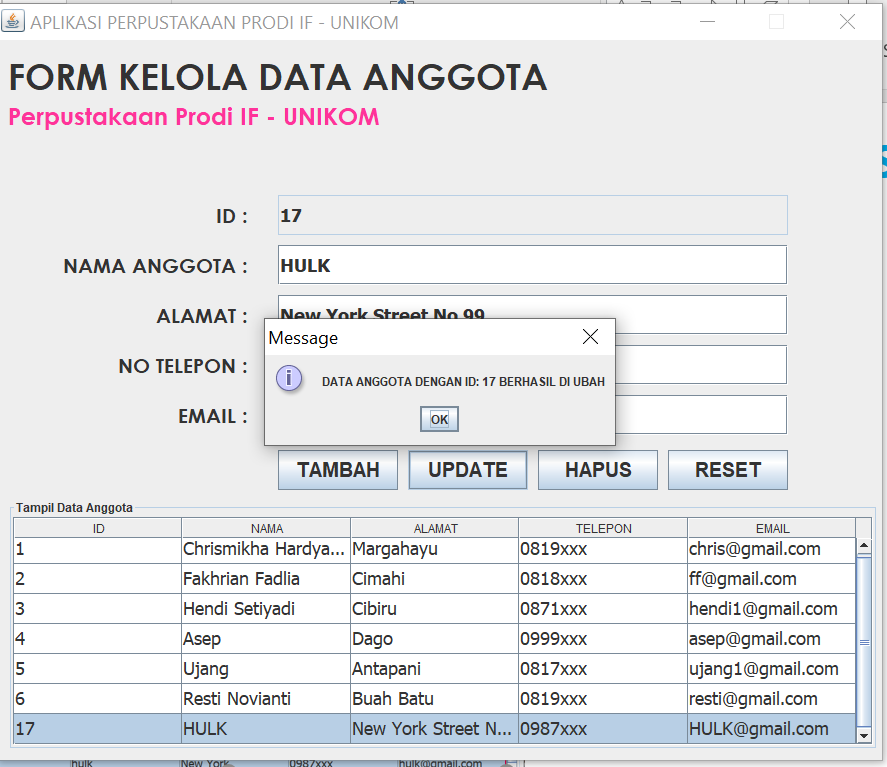 APLIKASI PERPUSTAKAAN PRODI IF - UNIKOM
FORM KELOLA DATA ANGGOTA
Perpustakaan Prodi IF - UNIKOM
ID : 17
NAMA ANGGOTA : HULK
ALAMAT : New York Street No 99
NO TELEPON :
EMAIL :
Message
DATA ANGGOTA DENGAN ID: 17 BERHASIL DI UBAH
OK
TAMBAH UPDATE HAPUS RESET
Tampil Data Anggota
ID NAMA ALAMAT TELEPON EMAIL
1 Chrismikha Hardya... Margahayu 0819xxx chris@gmail.com
2 Fakhrian Fadlia Cimahi 0818xxx ff@gmail.com
3 Hendi Setiyadi Cibiru 0871xxx hendi1@gmail.com
4 Asep Dago 0999xxx asep@gmail.com
5 Ujang Antapani 0817xxx ujang1@gmail.com
6 Resti Novianti Buah Batu 0819xxx resti@gmail.com
17 HULK New York Street N... 0987xxx HULK@gmail.com
hulk New York 0987xxx hulk@gmail.com